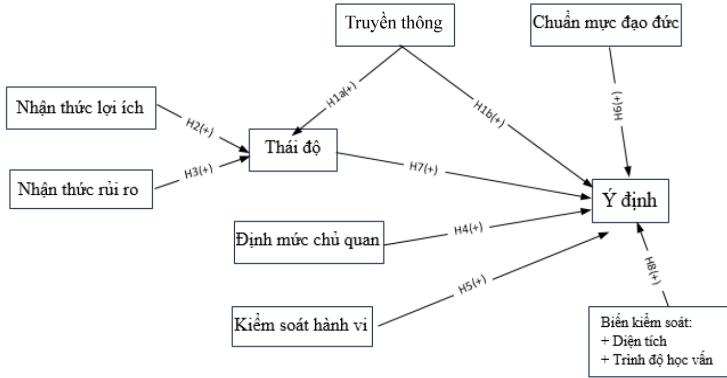 Truyền thông
Chuẩn mực đạo đức
H1a(+)
H1b(+)
H6(+)
Nhận thức lợi ích
H2(+)
Thái độ
H7(+)
Nhận thức rủi ro
H3(+)
Ý định
Định mức chủ quan
H4(+)
H5(+)
H8(+)
Kiểm soát hành vi
Biến kiểm soát:
+ Diện tích
+ Trình độ học vấn